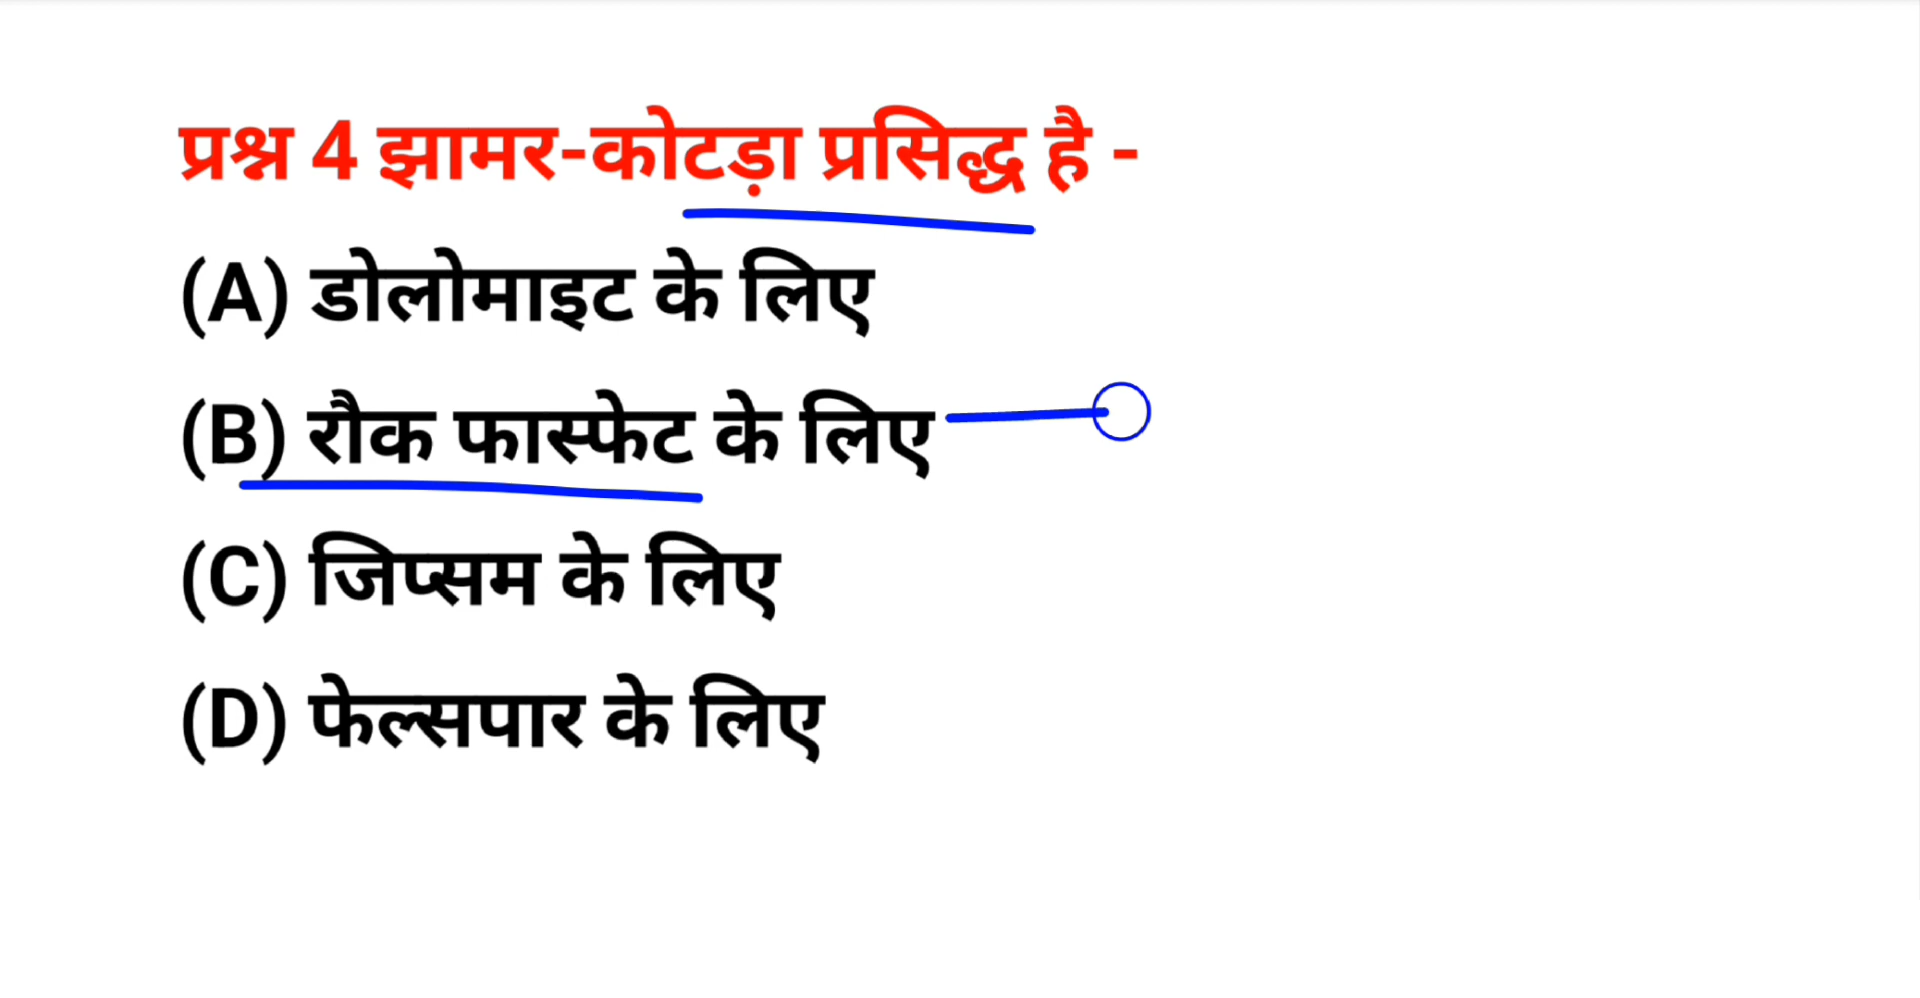 प्रश्न 4 झामर-कोटड़ा प्रसिद्ध है -
(A) डोलोमाइट के लिए
(B) रौक फास्फेट के लिए
(C) जिप्सम के लिए
(D) फेल्सपार के लिए